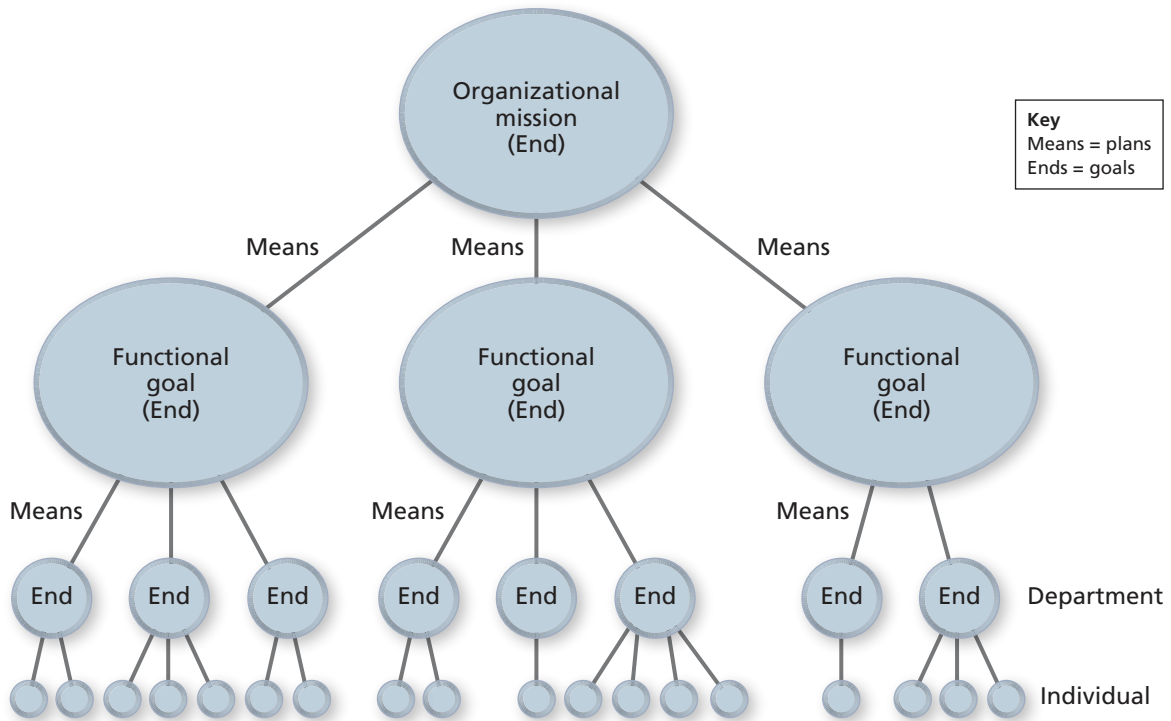 Organizational
mission
(End)
Key
Means = plans
Ends = goals
Means
Means
Means
Functional
goal
(End)
Functional
goal
(End)
Functional
goal
(End)
Means
Means
Means
End
End
End
End
End
End
End
End
Department
Individual